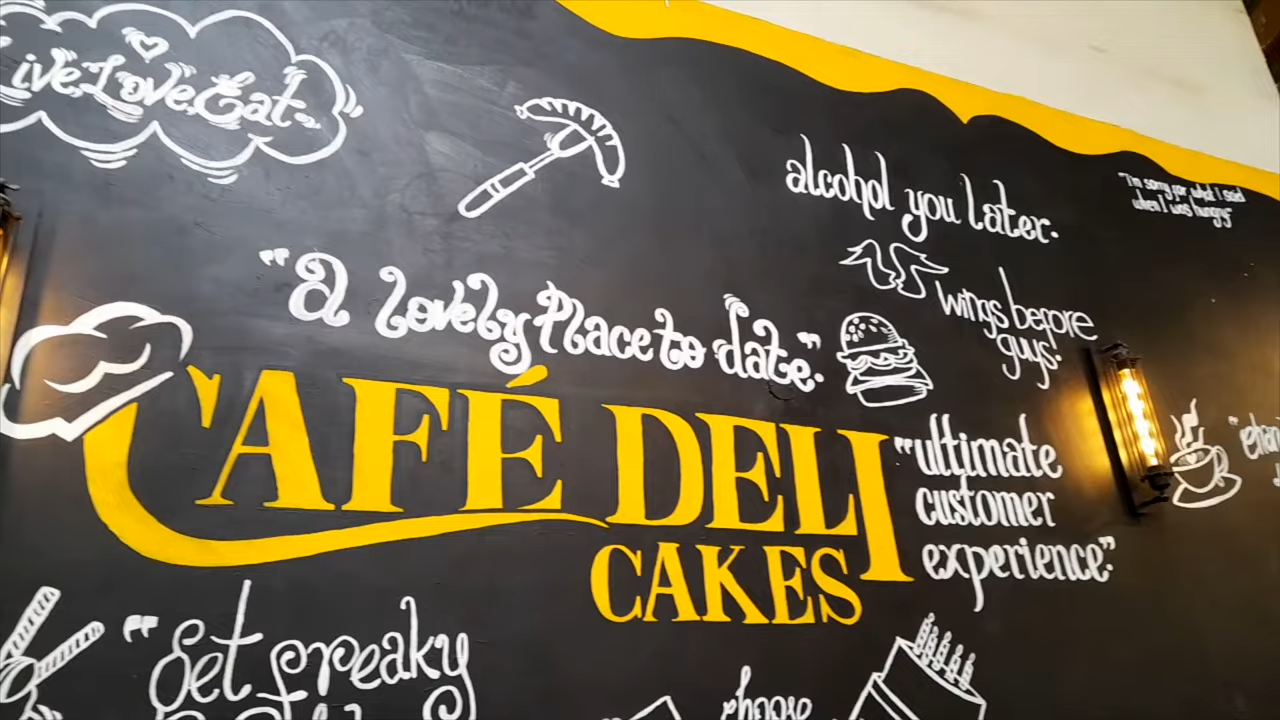 Live.Love.Eat.
alcohol you later.
"I'm sorry for what I said
when I was hungry"
"a lovely Place to date."
wings before
guys.
CAFÉ DELI
CAKES
"ultimate
customer
experience"
"Get freaky
choose